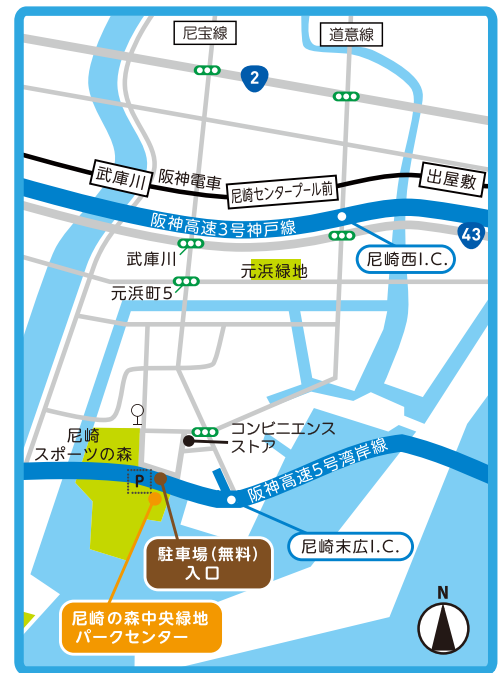 尼宝線
道意線
2
武庫川
阪神電車
尼崎センタープール前
出屋敷
阪神高速3号神戸線
43
武庫川
尼崎西I.C.
元浜緑地
元浜町5
コンビニエンス
ストア
尼崎
スポーツの森
阪神高速5号湾岸線
P
尼崎末広I.C.
駐車場(無料)
入口
尼崎の森中央緑地
パークセンター
N